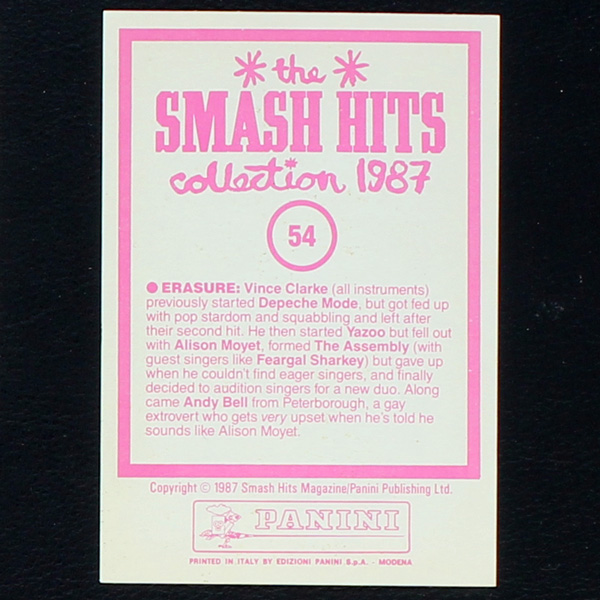 the
SMASH HITS
collection 1987
54
● ERASURE: Vince Clarke (all instruments)
previously started Depeche Mode, but got fed up
with pop stardom and squabbling and left after
their second hit. He then started Yazoo but fell out
with Alison Moyet, formed The Assembly (with
guest singers like Feargal Sharkey) but gave up
when he couldn't find eager singers, and finally
decided to audition singers for a new duo. Along
came Andy Bell from Peterborough, a gay
extrovert who gets very upset when he's told he
sounds like Alison Moyet.
Copyright © 1987 Smash Hits Magazine/Panini Publishing Ltd.
PANINI
PRINTED IN ITALY BY EDIZIONI PANINI S.p.A. - MODENA